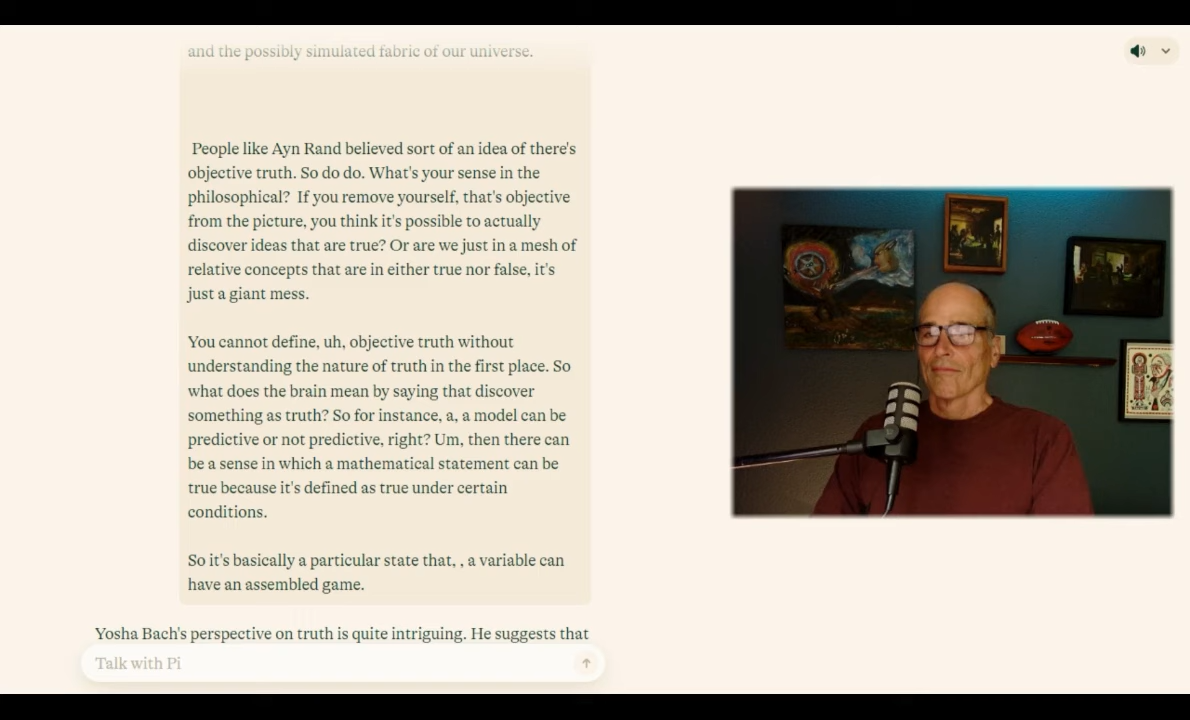 and the possibly simulated fabric of our universe.
People like Ayn Rand believed sort of an idea of there's
objective truth. So do do. What's your sense in the
philosophical?  If you remove yourself, that's objective
from the picture, you think it's possible to actually
discover ideas that are true? Or are we just in a mesh of
relative concepts that are in either true nor false, it's
just a giant mess.
You cannot define, uh, objective truth without
understanding the nature of truth in the first place. So
what does the brain mean by saying that discover
something as truth? So for instance, a, a model can be
predictive or not predictive, right? Um, then there can
be a sense in which a mathematical statement can be
true because it's defined as true under certain
conditions.
So it's basically a particular state that, , a variable can
have an assembled game.
Yosha Bach's perspective on truth is quite intriguing. He suggests that
Talk with Pi